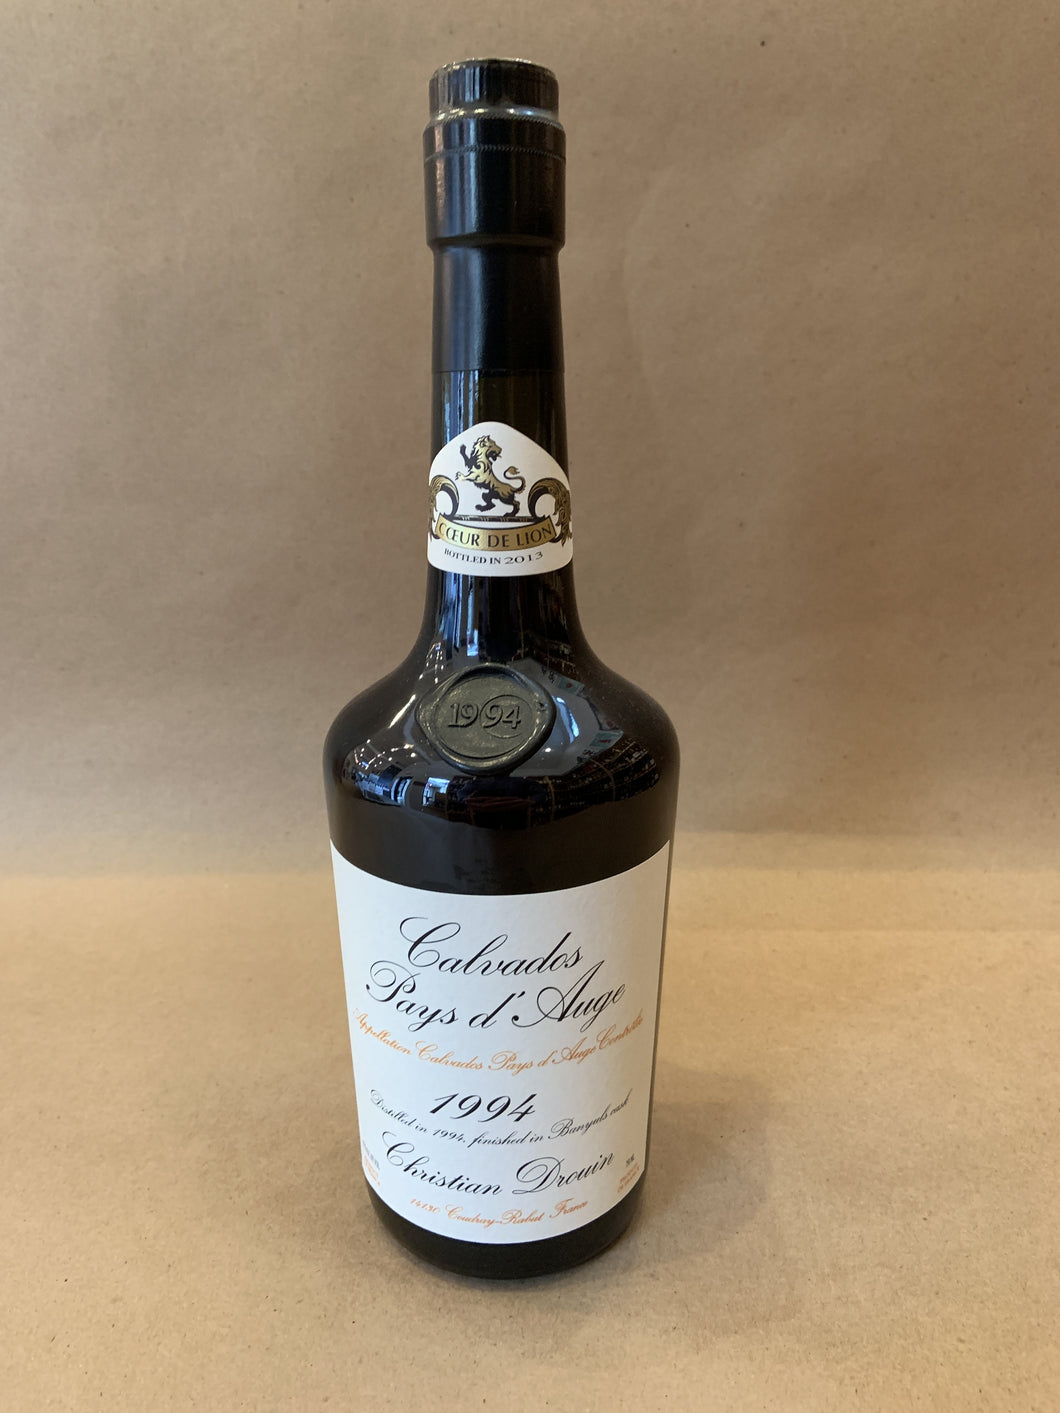 CŒUR DE LION
BOTTLED IN 2013
1994
Calvados
Pays d'Auge
Appellation Calvados Pays d'Auge Contrôlée
1994
Distilled in 1994, finished in Banyuls cask
Christian Drouin
14130 Coudray-Rabut France